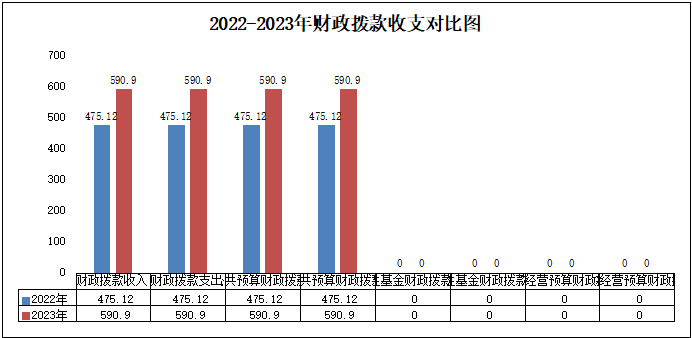 2022-2023年财政拨款收支对比图
700
600
500
400
300
200
100
0
475.12 590.9 475.12 590.9 475.12 590.9 475.12 590.9 0 0 0 0 0 0 0 0
财政拨款收入 财政拨款支出 共预算财政拨 共预算财政拨 基金财政拨款 基金财政拨款 经营预算财政 经营预算财政
2022年 475.12 475.12 475.12 475.12 0 0 0 0
2023年 590.9 590.9 590.9 590.9 0 0 0 0